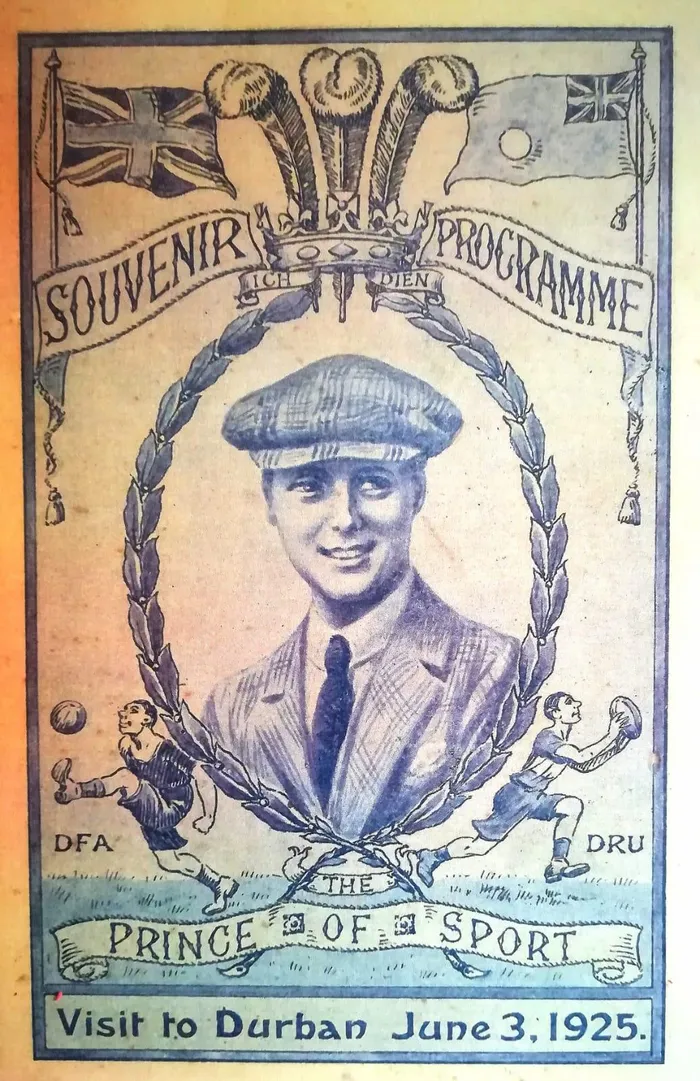 SOUVENIR PROGRAMME
ICH DIEN
DFA
DRU
THE
PRINCE OF SPORT
Visit to Durban June 3, 1925.